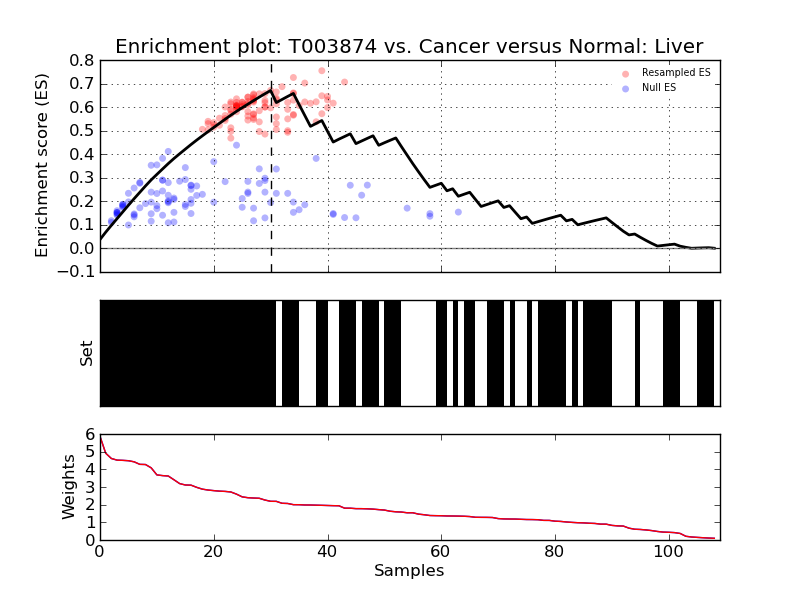 Enrichment plot: T003874 vs. Cancer versus Normal: Liver
Enrichment score (ES)
0.8
0.7
0.6
0.5
0.4
0.3
0.2
0.1
0.0
−0.1
Resampled ES
Null ES
Set
Weights
6
5
4
3
2
1
0
0 20 40 60 80 100
Samples